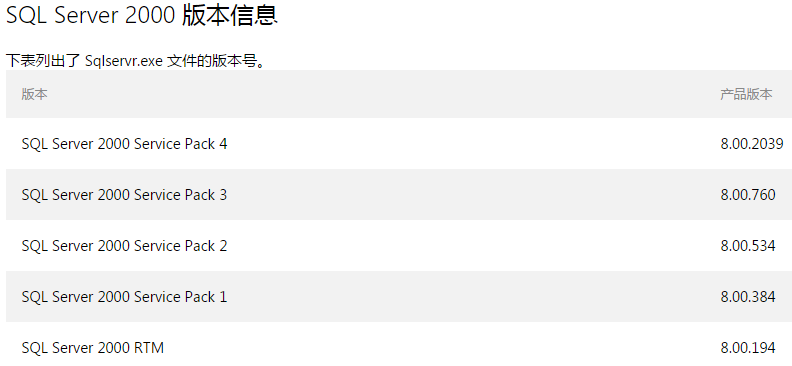 SQL Server 2000 版本信息
下表列出了 Sqlservr.exe 文件的版本号。
版本 产品版本
SQL Server 2000 Service Pack 4 8.00.2039
SQL Server 2000 Service Pack 3 8.00.760
SQL Server 2000 Service Pack 2 8.00.534
SQL Server 2000 Service Pack 1 8.00.384
SQL Server 2000 RTM 8.00.194